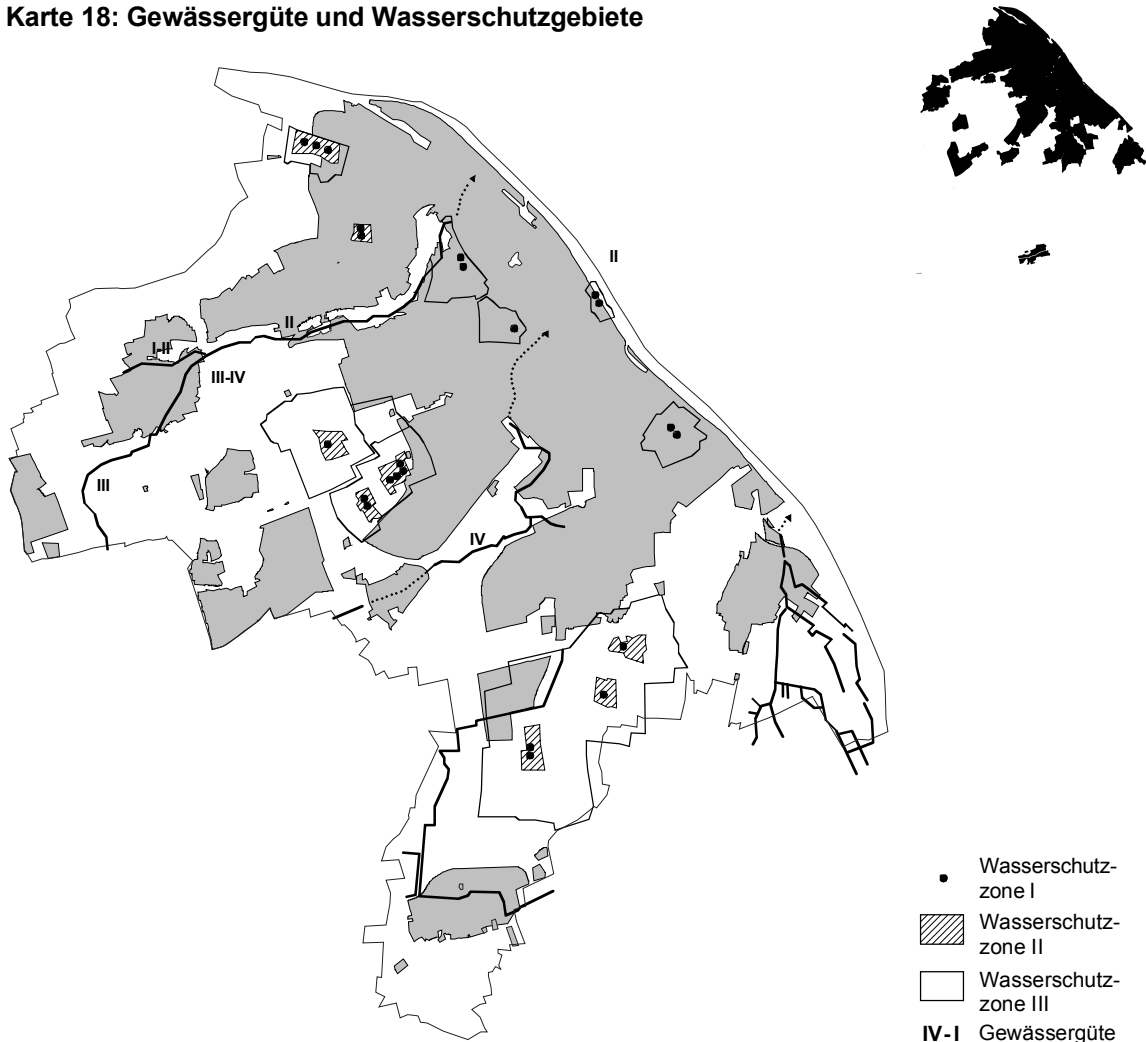 Karte 18: Gewässergüte und Wasserschutzgebiete
II
II
I-II
III-IV
III
IV
II
Wasserschutz-
zone I
Wasserschutz-
zone II
Wasserschutz-
zone III
IV-I Gewässergüte